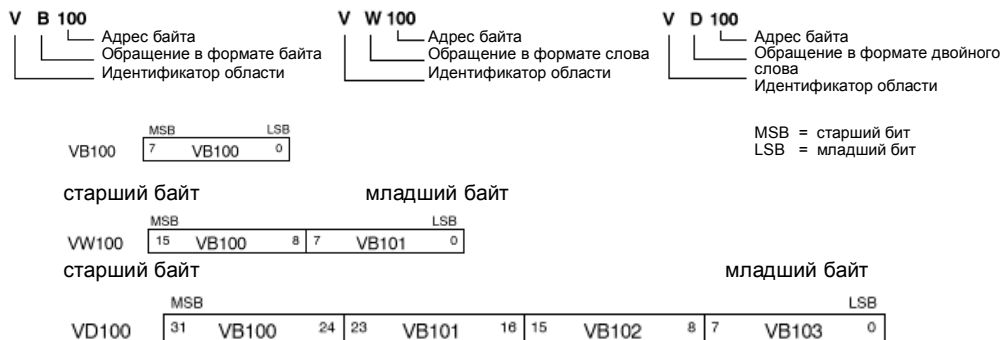 V B 100
Адрес байта
Обращение в формате байта
Идентификатор области
V W 100
Адрес байта
Обращение в формате слова
Идентификатор области
V D 100
Адрес байта
Обращение в формате двойного
слова
Идентификатор области
MSB = старший бит
LSB = младший бит
MSB LSB
VB100 7 VB100 0
старший байт младший байт
MSB LSB
VW100 15 VB100 8 7 VB101 0
старший байт младший байт
MSB LSB
VD100 31 VB100 24 23 VB101 16 15 VB102 8 7 VB103 0